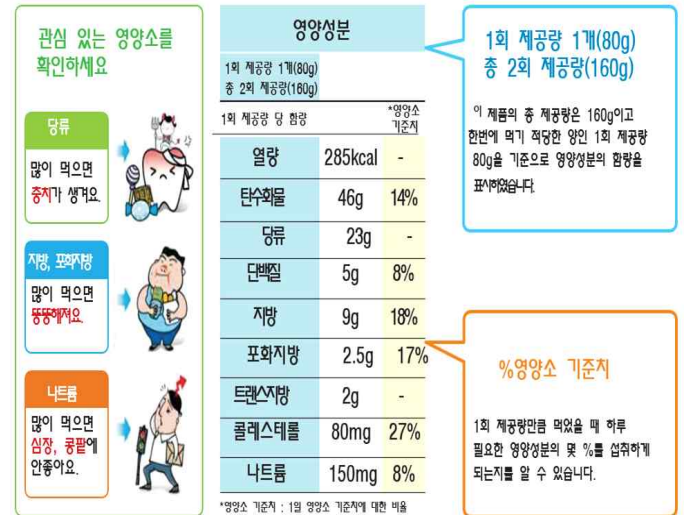 관심 있는 영양소를
확인하세요
당류
많이 먹으면
충치가 생겨요.
지방, 포화지방
많이 먹으면
뚱뚱해져요.
나트륨
많이 먹으면
심장, 콩팥에
안좋아요.
영양성분
1회 제공량 1개(80g)
총 2회 제공량(160g)
1회 제공량 당 함량 *영양소
기준치
열량 285kcal -
탄수화물 46g 14%
당류 23g -
단백질 5g 8%
지방 9g 18%
포화지방 2.5g 17%
트랜스지방 2g -
콜레스테롤 80mg 27%
나트륨 150mg 8%
*영양소 기준치 : 1일 영양소 기준치에 대한 비율
1회 제공량 1개(80g)
총 2회 제공량(160g)
이 제품의 총 제공량은 160g이고
한번에 먹기 적당한 양인 1회 제공량
80g을 기준으로 영양성분의 함량을
표시하였습니다.
%영양소 기준치
1회 제공량만큼 먹었을 때 하루
필요한 영양성분의 몇 %를 섭취하게
되는지를 알 수 있습니다.